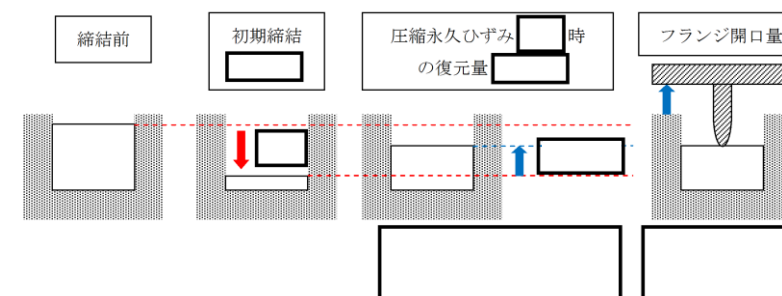 締結前
初期締結
圧縮永久ひずみ
時
の復元量
フランジ開口量